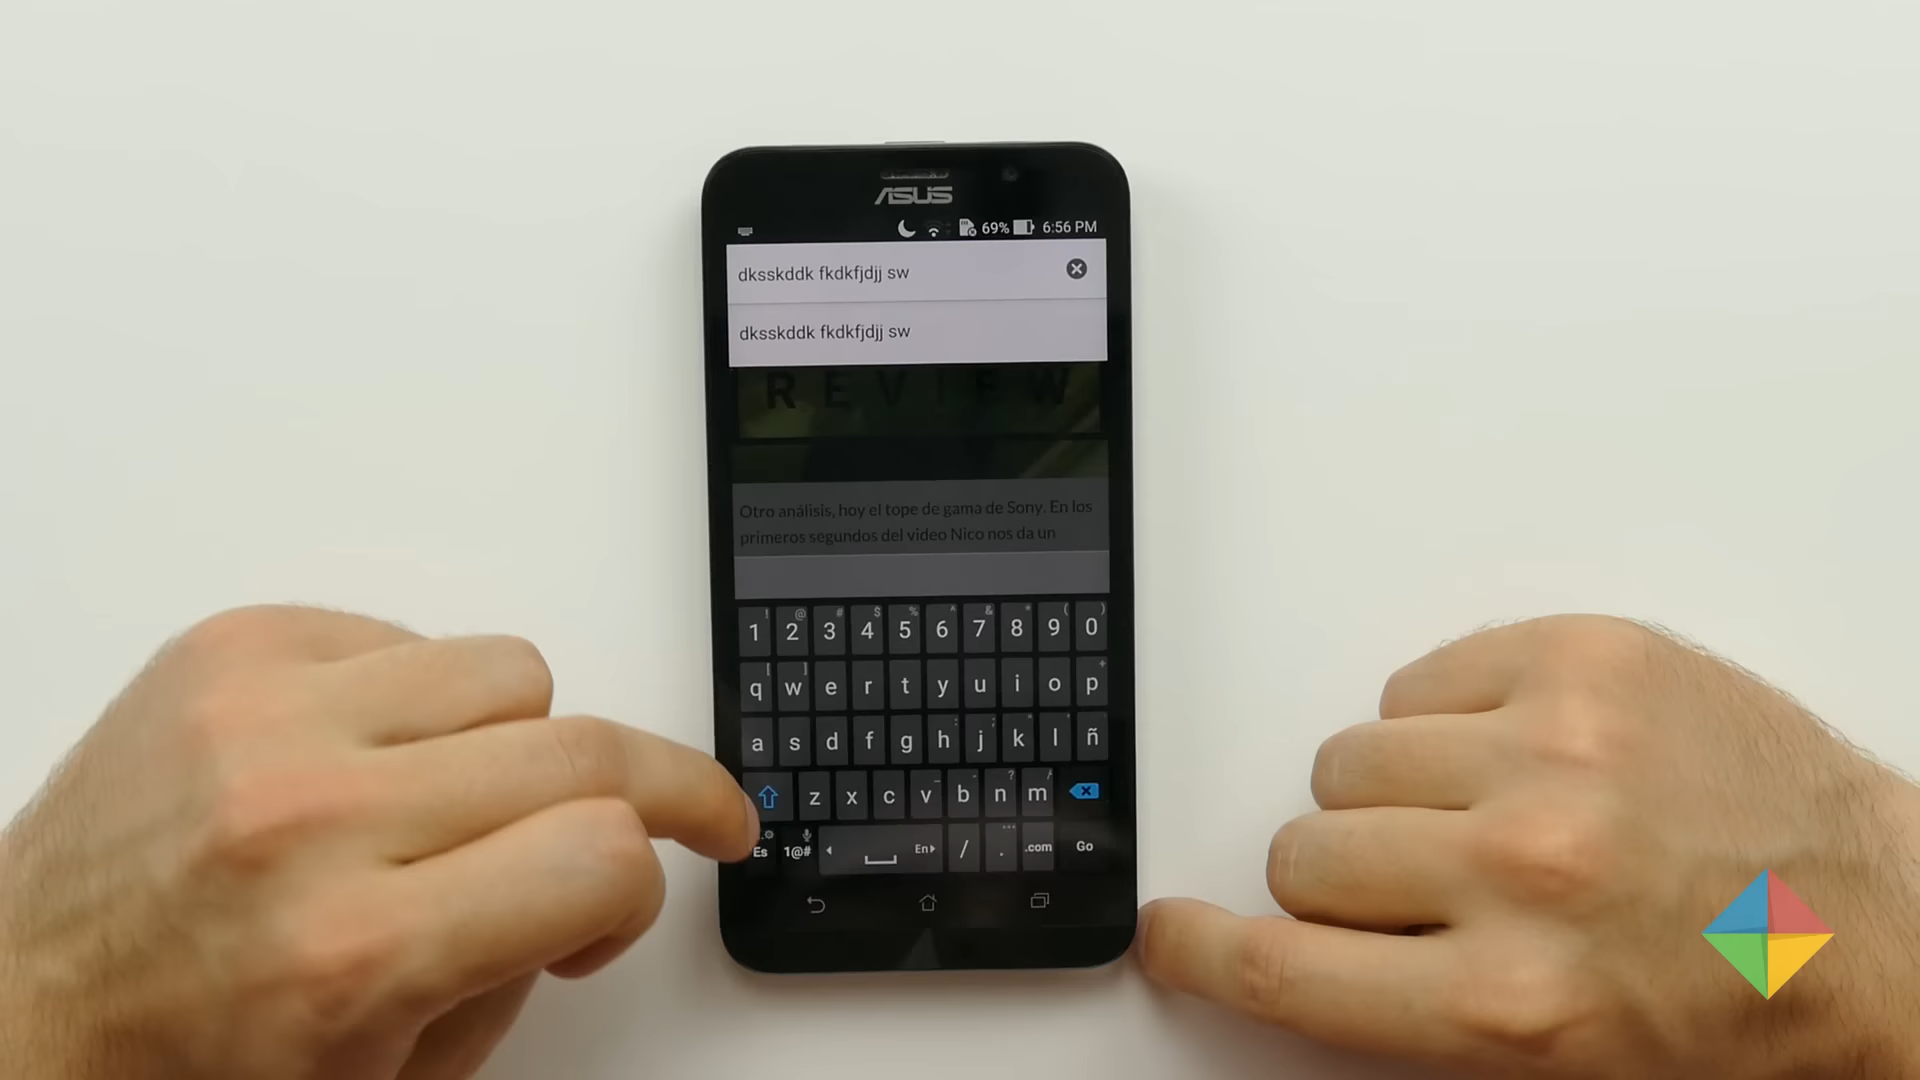 ASUS
69% 6:56 PM
dksskddk fkdkfjdjj sw
dksskddk fkdkfjdjj sw
REVIEW
Otro análisis, hoy el tope de gama de Sony. En los
primeros segundos del video Nico nos da un
! @ # $ % ^ & * ( )
1 2 3 4 5 6 7 8 9 0
[ ] +
q w e r t y u i o p
a s d f g h j k l ñ
z x c v b n m
Es 1@# En / . .com Go